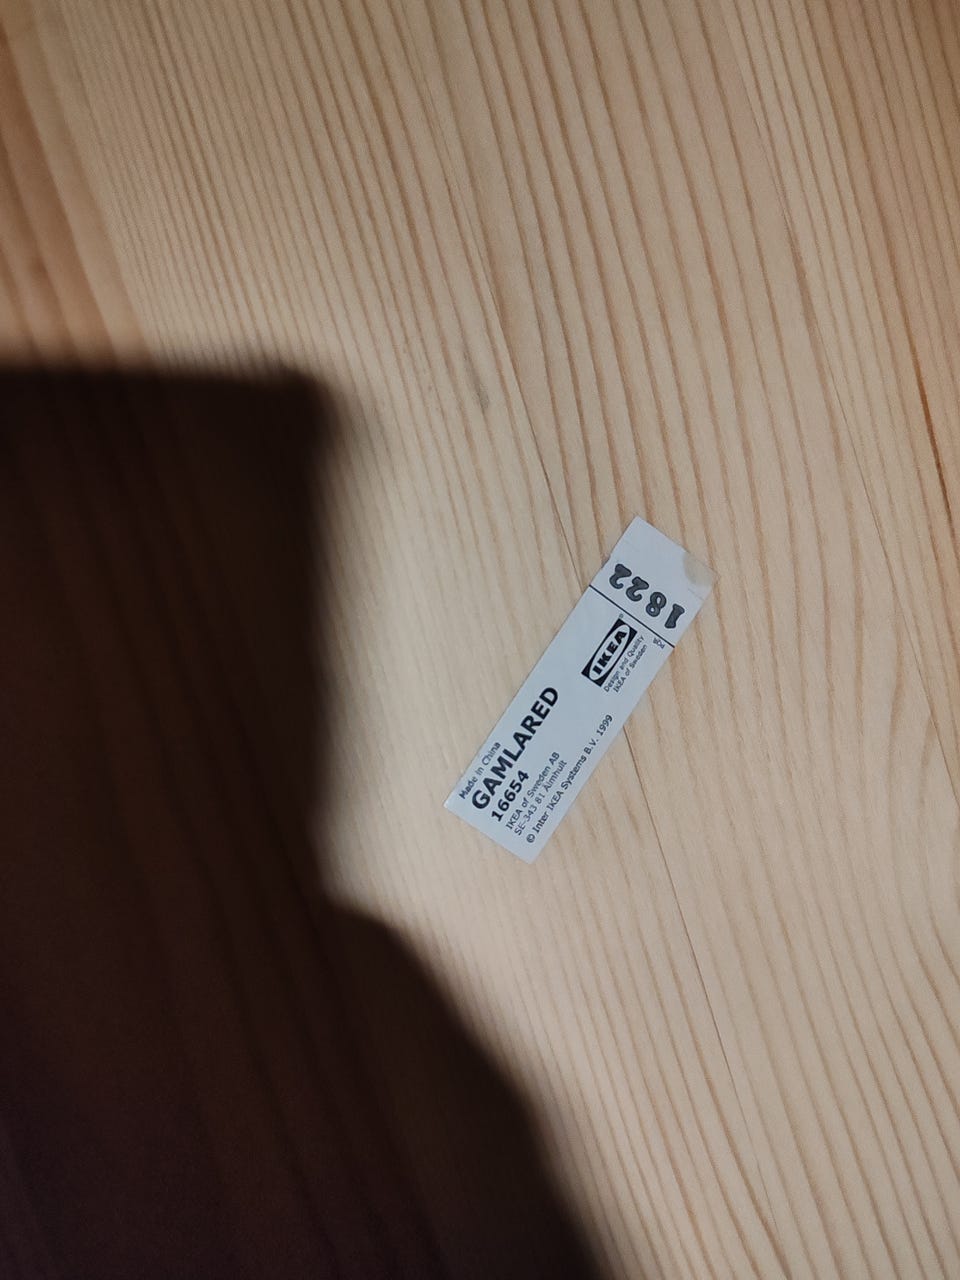 Made in China
GAMLARED
16654
IKEA of Sweden AB
SE-343 81 Älmhult
© Inter IKEA Systems B.V. 1999
IKEA®
Design and Quality
IKEA of Sweden
1822